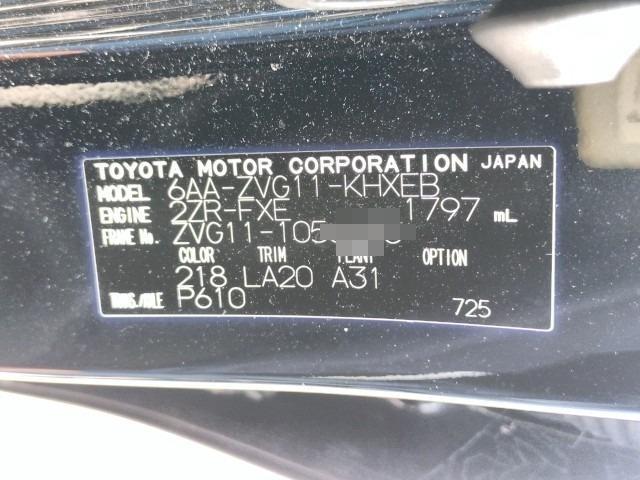 TOYOTA MOTOR CORPORATION JAPAN
MODEL 6AA-ZVG11-KHXEB
ENGINE 2ZR-FXE 1797 mL
FRAME No. ZVG11-105
COLOR TRIM PLANT OPTION
218 LA20 A31
TRANS./AXLE P610 725